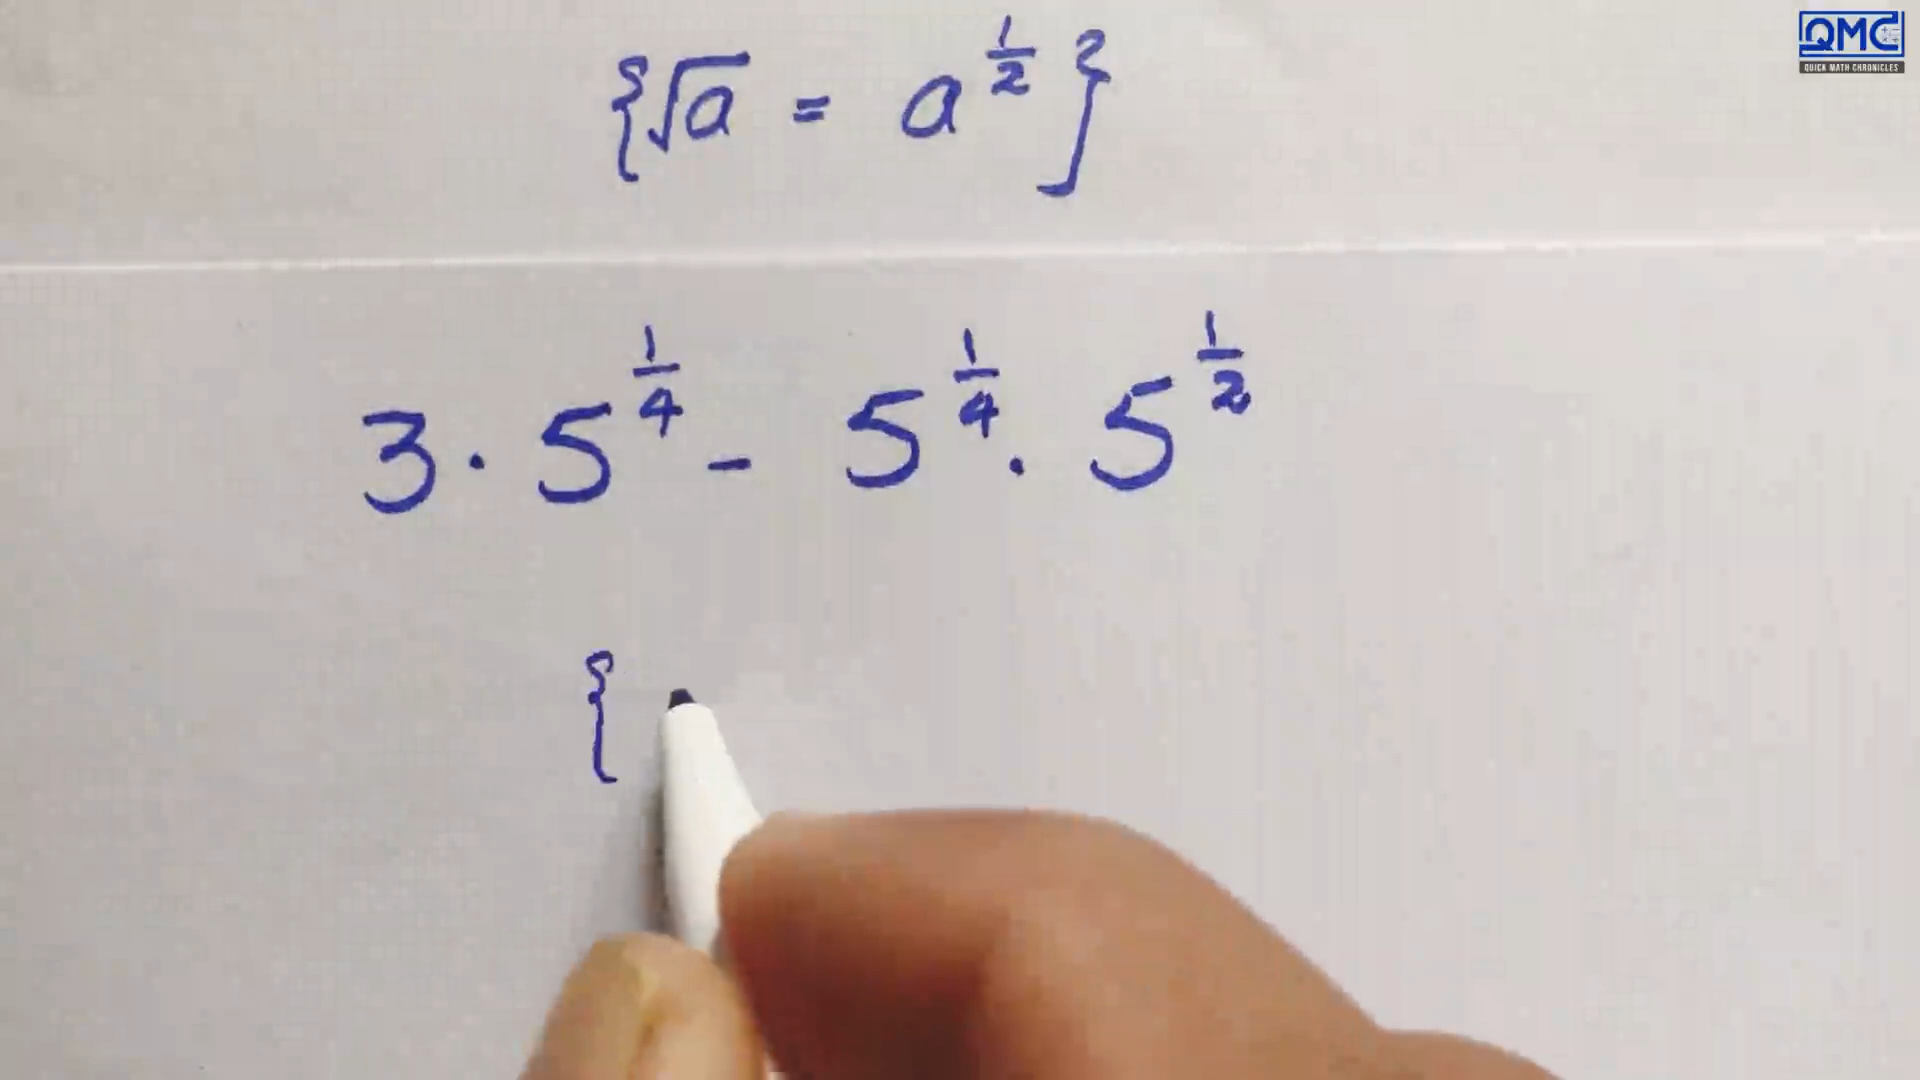 QMC
QUICK MATH CHRONICLES
{√a = a^{1/2}}
3 · 5^{1/4} - 5^{1/4} · 5^{1/2}
{